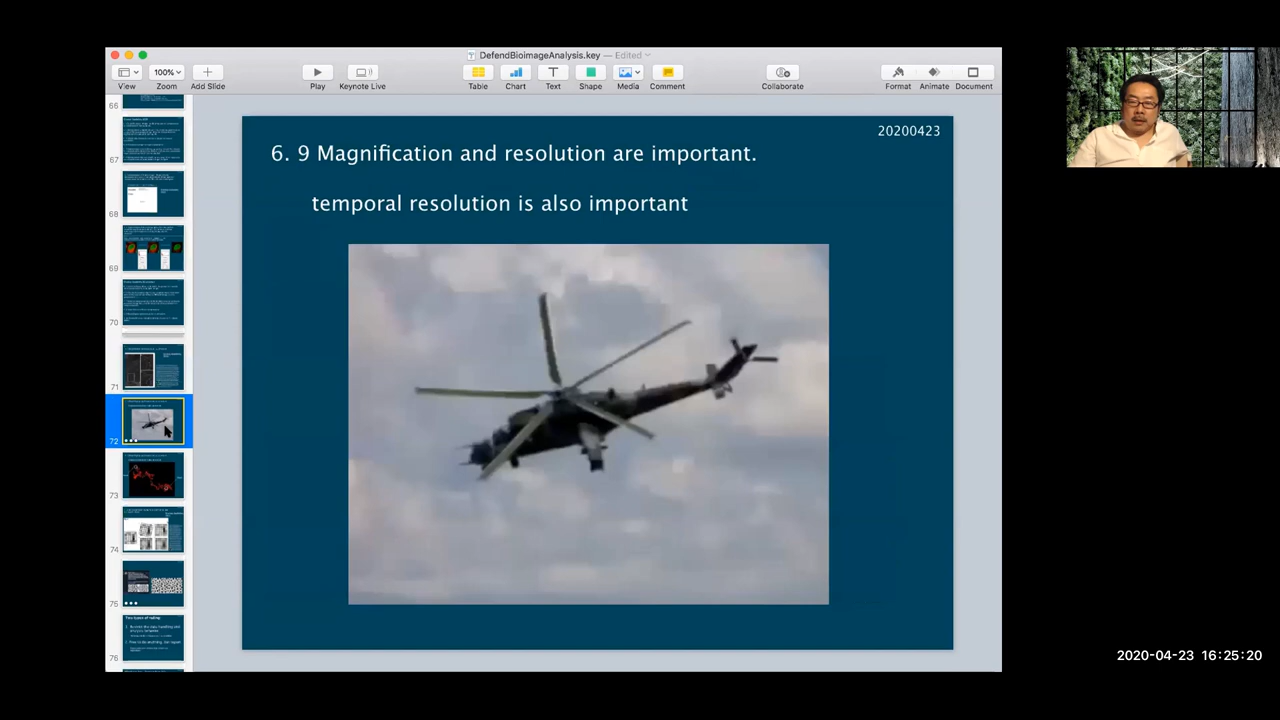 DefendBioimageAnalysis.key — Edited
100%
View
Zoom
Add Slide
Play
Keynote Live
Table
Chart
Text
Shape
Media
Comment
Collaborate
Format
Animate
Document
66
67
68
69
70
71
72
73
74
75
76
20200423
6. 9 Magnification and resolution are important.
temporal resolution is also important
2020-04-23 16:25:20